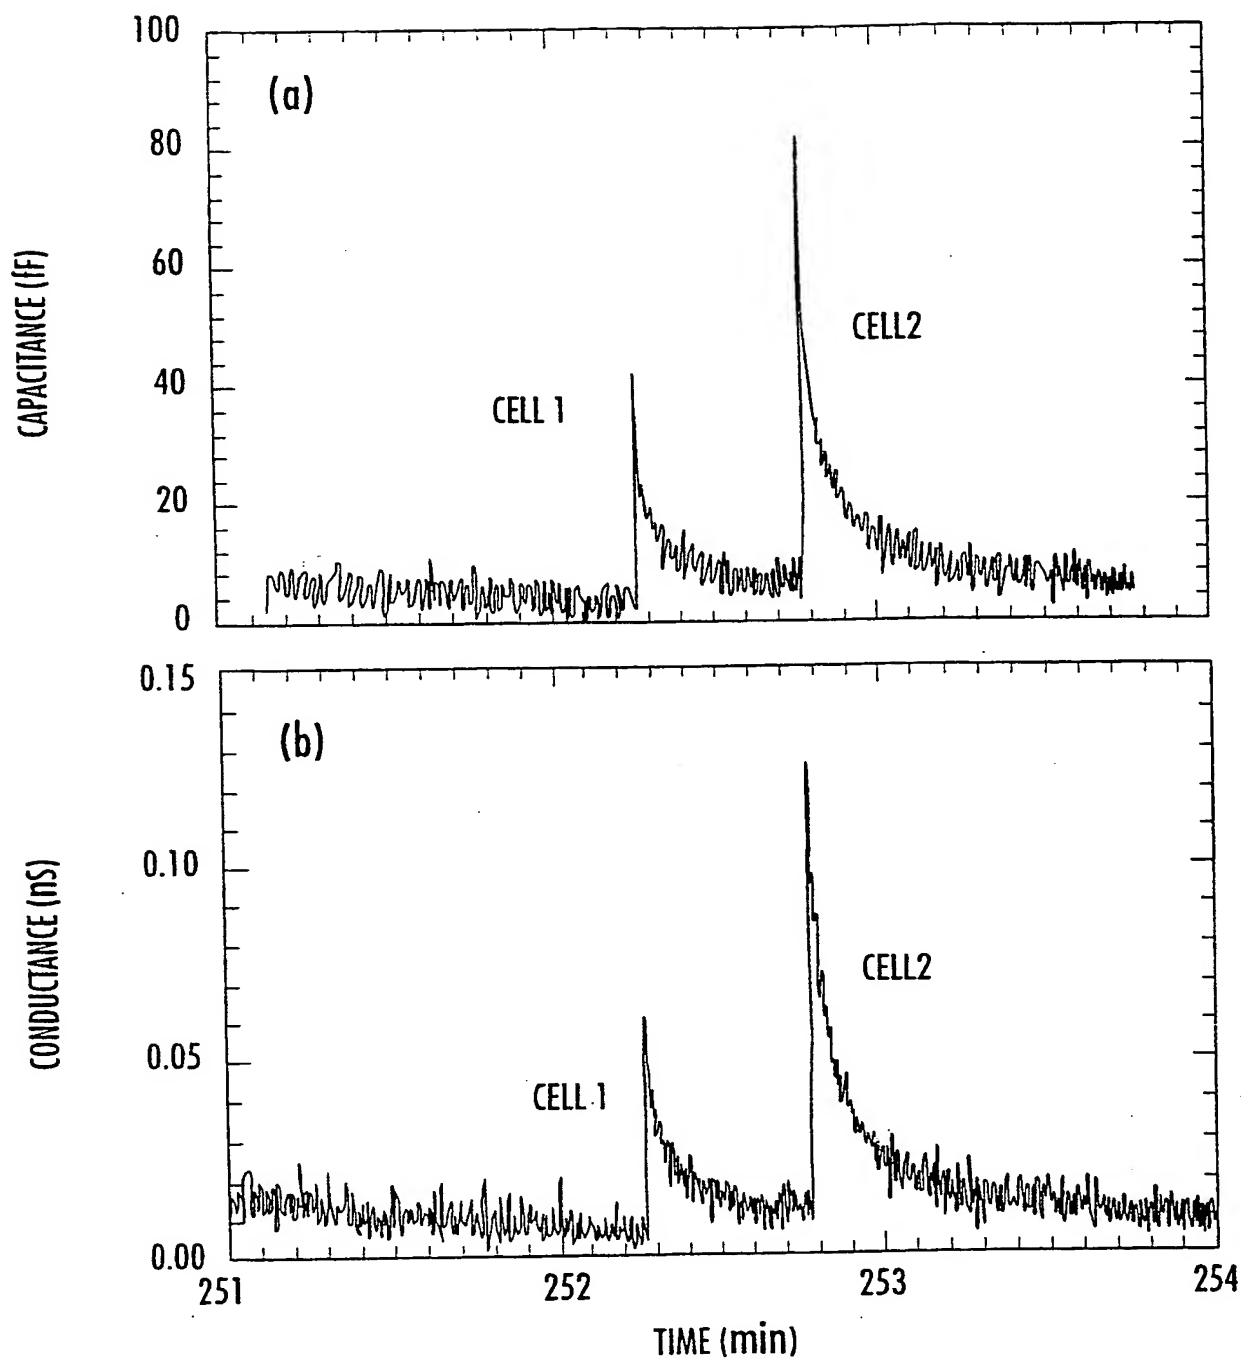 100
(a)
80
60
40
20
0
CAPACITANCE (fF)
CELL 1
CELL2
0.15
(b)
0.10
0.05
0.00
CONDUCTANCE (nS)
CELL 1
CELL2
251
252
253
254
TIME (min)